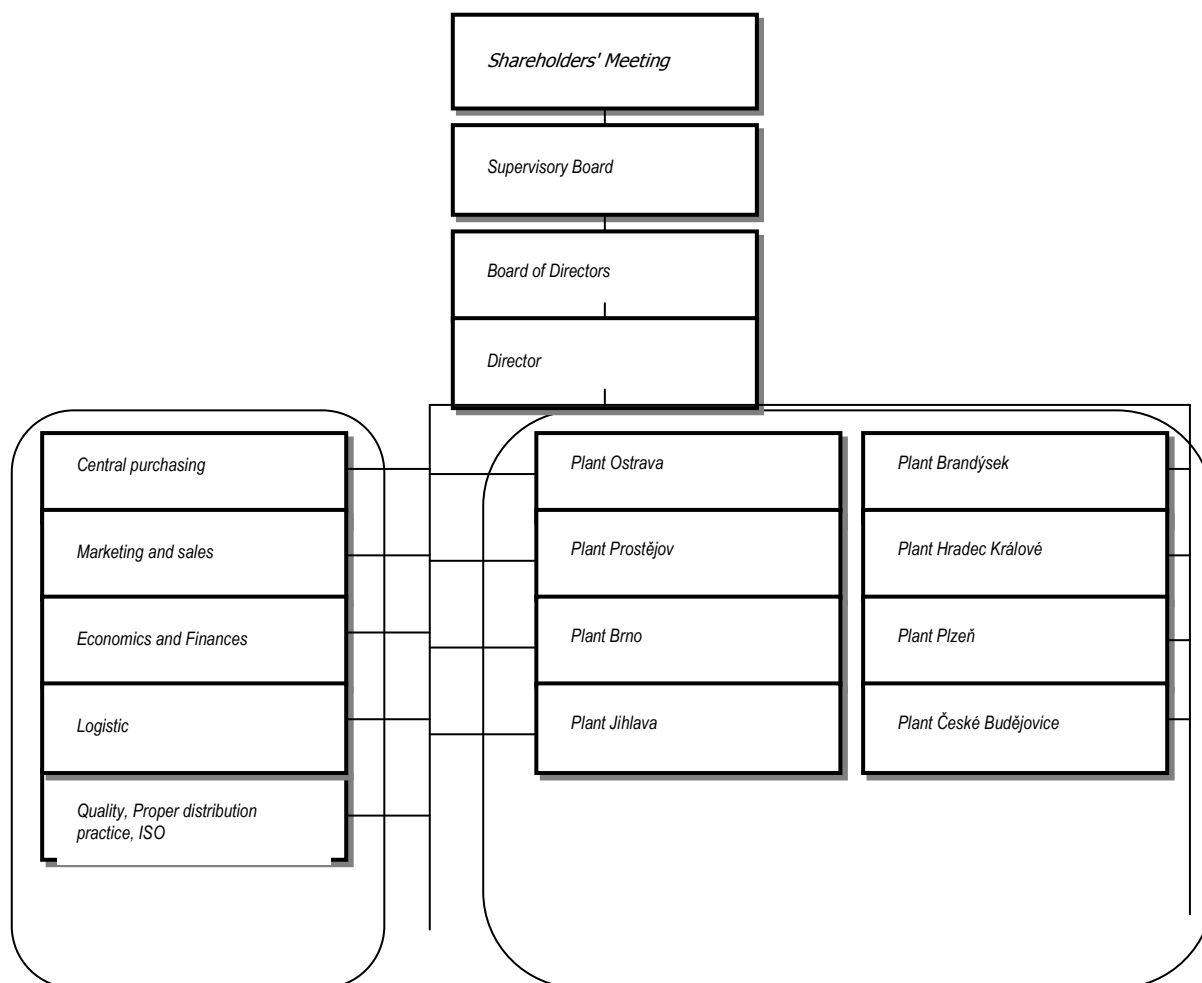 Shareholders' Meeting
Supervisory Board
Board of Directors
Director
Central purchasing
Marketing and sales
Economics and Finances
Logistic
Quality, Proper distribution
practice, ISO
Plant Ostrava
Plant Prostějov
Plant Brno
Plant Jihlava
Plant Brandýsek
Plant Hradec Králové
Plant Plzeň
Plant České Budějovice